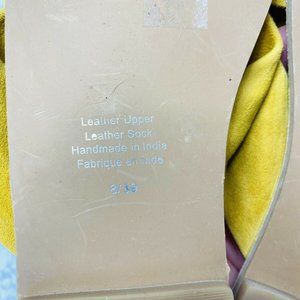 Leather Upper
Leather Sock
Handmade in India
Fabrique en Inde